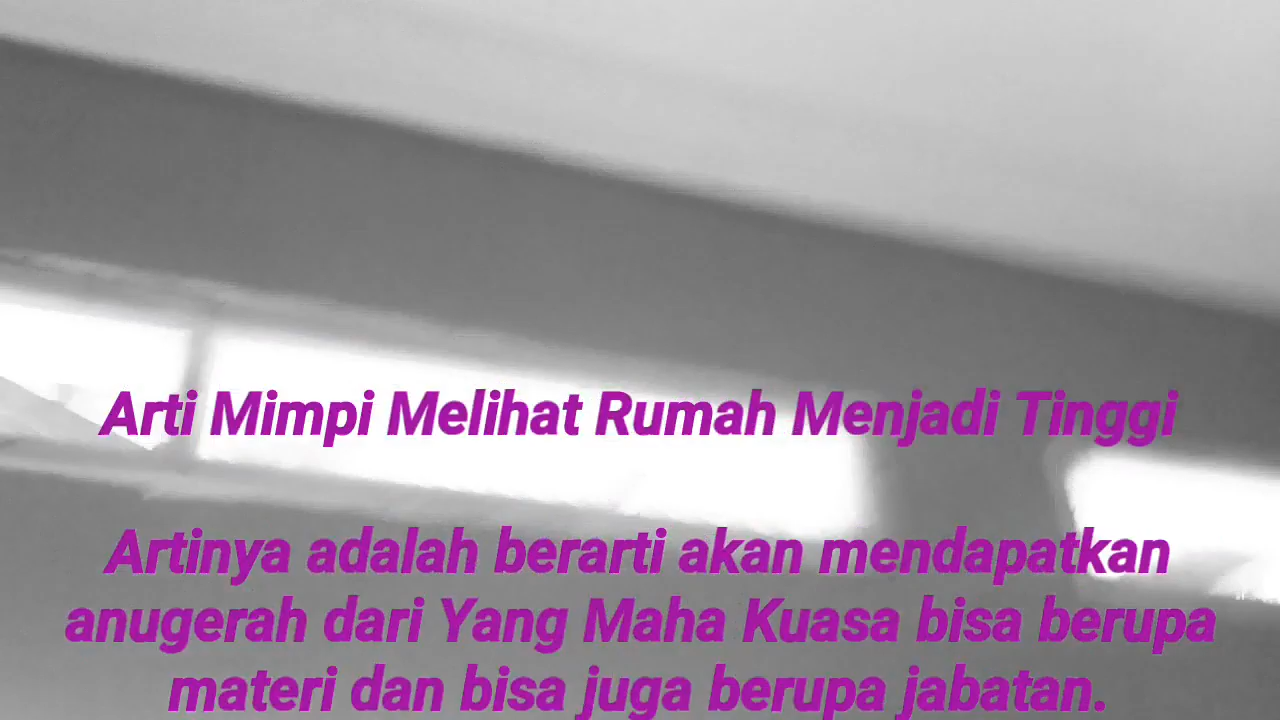 Arti Mimpi Melihat Rumah Menjadi Tinggi
Artinya adalah berarti akan mendapatkan
anugerah dari Yang Maha Kuasa bisa berupa
materi dan bisa juga berupa jabatan.